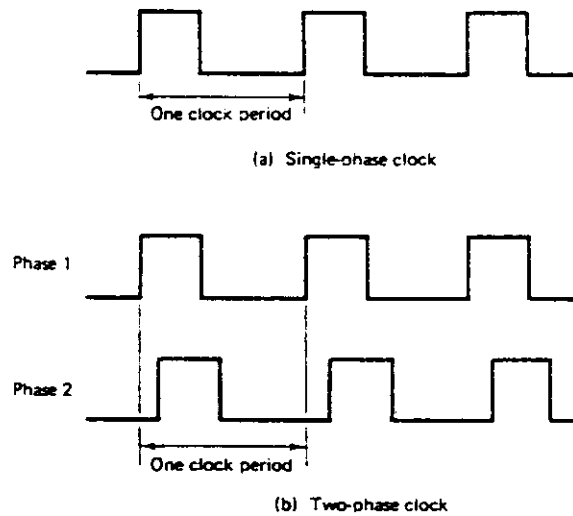 One clock period
(a) Single-phase clock
Phase 1
Phase 2
One clock period
(b) Two-phase clock